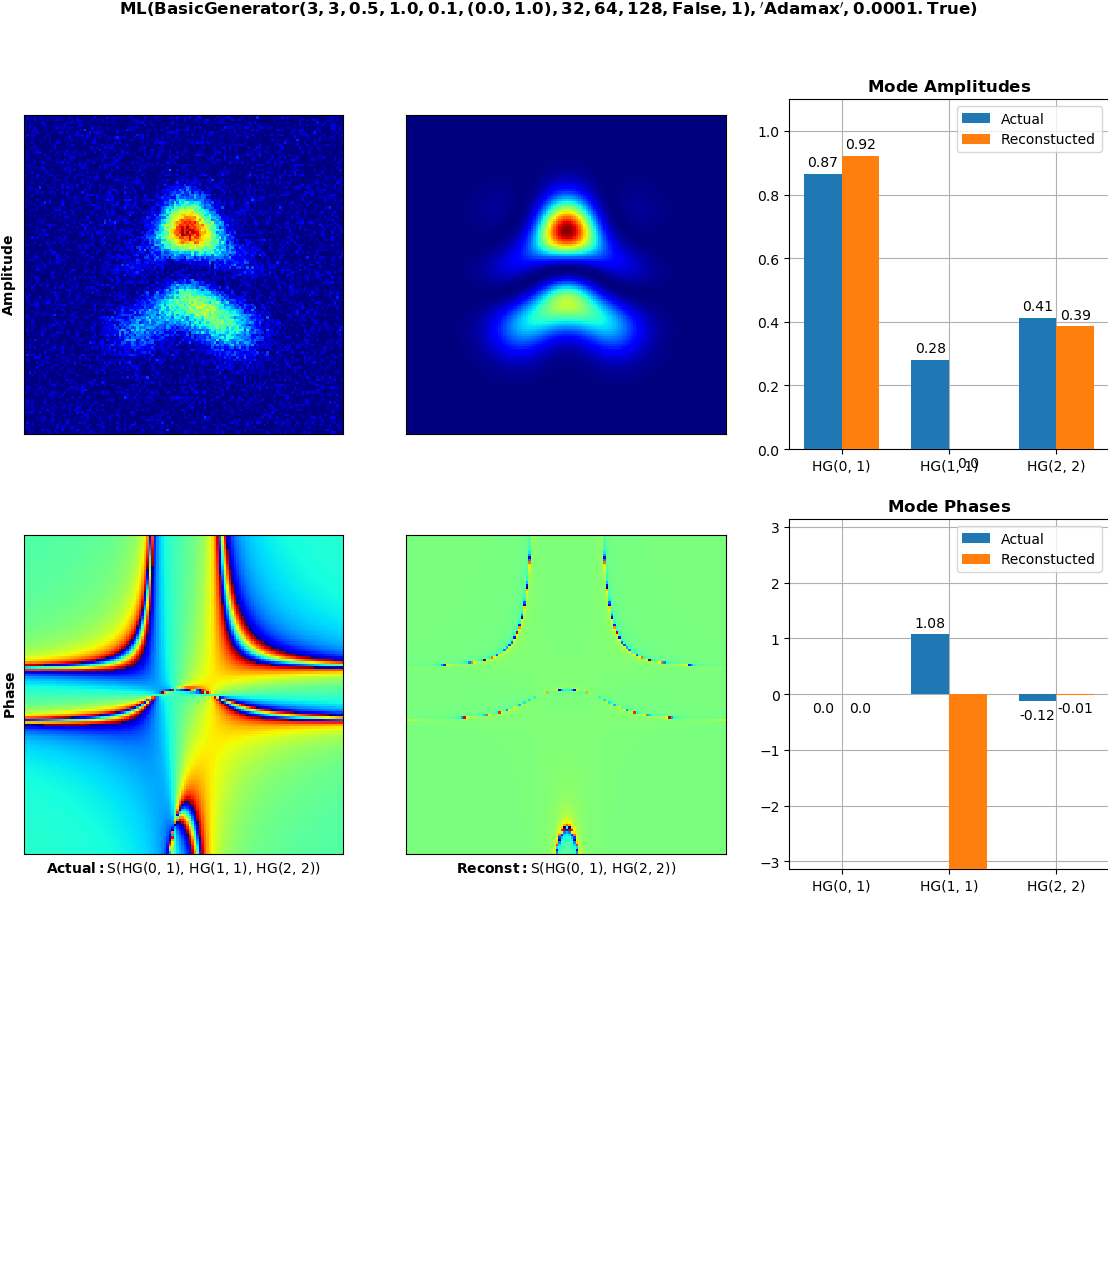 ML(BasicGenerator(3, 3, 0.5, 1.0, 0.1, (0.0, 1.0), 32, 64, 128, False, 1), ′Adamax′, 0.0001. True)
Mode Amplitudes
Actual
Reconstucted
Amplitude
1.0
0.8
0.6
0.4
0.2
0.0
0.87
0.92
0.28
0.0
0.41
0.39
HG(0, 1)
HG(1, 1)
HG(2, 2)
Mode Phases
Actual
Reconstucted
Phase
3
2
1
0
−1
−2
−3
0.0
0.0
1.08
-0.12
-0.01
HG(0, 1)
HG(1, 1)
HG(2, 2)
Actual: S(HG(0, 1), HG(1, 1), HG(2, 2))
Reconst: S(HG(0, 1), HG(2, 2))